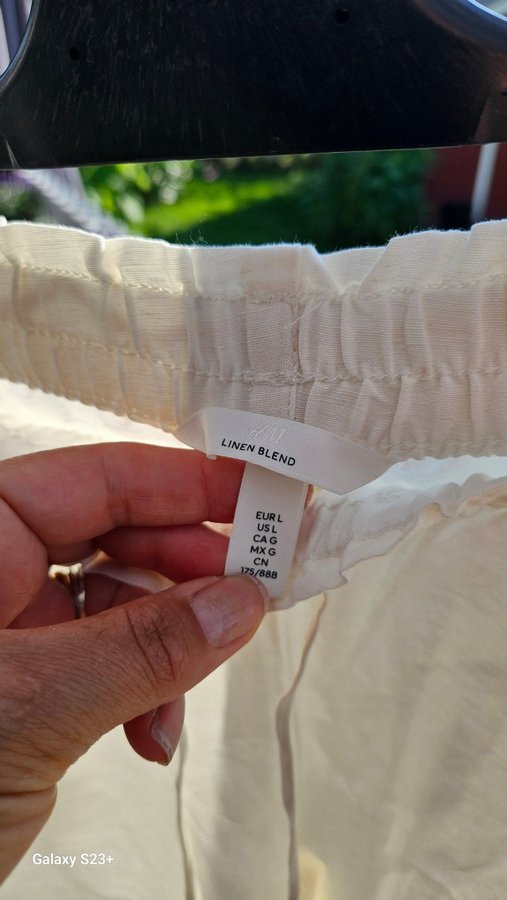 H&M
LINEN BLEND
EUR L
US L
CA G
MX G
CN
175/88B
Galaxy S23+